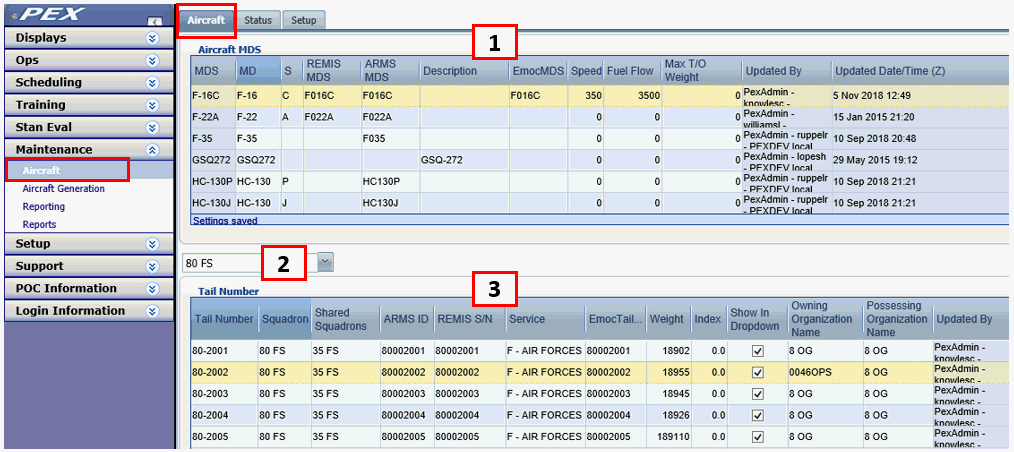 PEX
Displays
Ops
Scheduling
Training
Stan Eval
Maintenance
Aircraft
Aircraft Generation
Reporting
Reports
Setup
Support
POC Information
Login Information
Aircraft Status Setup
1
Aircraft MDS
MDS MD S REMIS MDS ARMS MDS Description EmocMDS Speed Fuel Flow Max T/O Weight Updated By Updated Date/Time (Z)
F-16C F-16 C F016C F016C F016C 350 3500 0 PexAdmin - knowlesc - 5 Nov 2018 12:49
F-22A F-22 A F022A F022A 0 0 0 PexAdmin - williamsl - 15 Jan 2015 21:20
F-35 F-35 F035 0 0 0 PexAdmin - ruppelr - PEXDEV local 10 Sep 2018 20:48
GSQ272 GSQ272 GSQ-272 0 0 0 PexAdmin - lopesh - PEXDEV local 29 May 2015 19:12
HC-130P HC-130 P HC130P 0 0 0 PexAdmin - ruppelr - PEXDEV local 10 Sep 2018 21:21
HC-130J HC-130 J HC130J 0 0 0 PexAdmin - ruppelr - PEXDEV local 10 Sep 2018 21:21
Settings saved
80 FS 2
3
Tail Number
Tail Number Squadron Shared Squadrons ARMS ID REMIS S/N Service EmocTail... Weight Index Show In Dropdown Owning Organization Name Possessing Organization Name Updated By
80-2001 80 FS 35 FS 80002001 80002001 F - AIR FORCES 80002001 18902 0.0 8 OG 8 OG PexAdmin - knowlesc -
80-2002 80 FS 35 FS 80002002 80002002 F - AIR FORCES 80002002 18955 0.0 0046OPS 8 OG PexAdmin - knowlesc -
80-2003 80 FS 35 FS 80002003 80002003 F - AIR FORCES 80002003 18945 0.0 8 OG 8 OG PexAdmin - knowlesc -
80-2004 80 FS 35 FS 80002004 80002004 F - AIR FORCES 80002004 18926 0.0 8 OG 8 OG PexAdmin - knowlesc -
80-2005 80 FS 35 FS 80002005 80002005 F - AIR FORCES 80002005 189110 0.0 8 OG 8 OG PexAdmin - knowlesc -